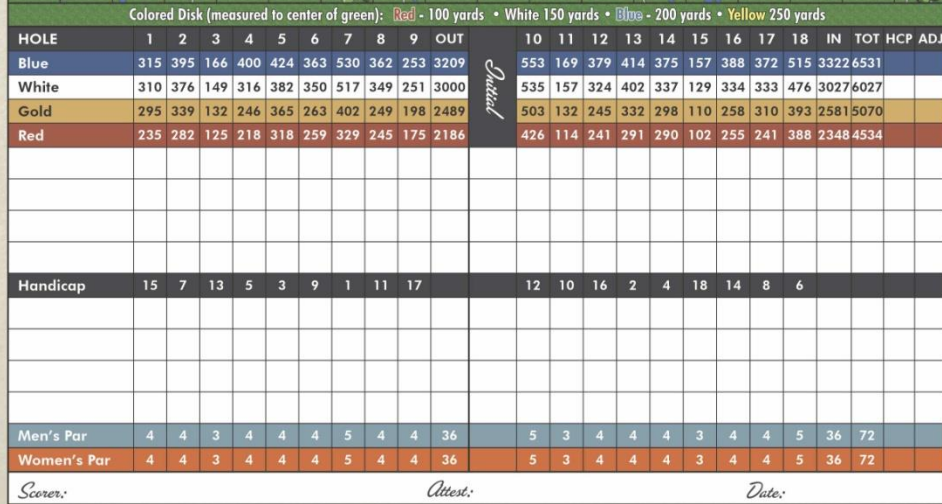 Colored Disk (measured to center of green): Red - 100 yards • White 150 yards • Blue - 200 yards • Yellow 250 yards
HOLE 1 2 3 4 5 6 7 8 9 OUT Initial 10 11 12 13 14 15 16 17 18 IN TOT HCP ADJ
Blue 315 395 166 400 424 363 530 362 253 3209 553 169 379 414 375 157 388 372 515 3322 6531
White 310 376 149 316 382 350 517 349 251 3000 535 157 324 402 337 129 334 333 476 3027 6027
Gold 295 339 132 246 365 263 402 249 198 2489 503 132 245 332 298 110 258 310 393 2581 5070
Red 235 282 125 218 318 259 329 245 175 2186 426 114 241 291 290 102 255 241 388 2348 4534
Handicap 15 7 13 5 3 9 1 11 17 12 10 16 2 4 18 14 8 6
Men's Par 4 4 3 4 4 4 5 4 4 36 5 3 4 4 4 3 4 4 5 36 72
Women's Par 4 4 3 4 4 4 5 4 4 36 5 3 4 4 4 3 4 4 5 36 72
Scorer: Attest: Date: